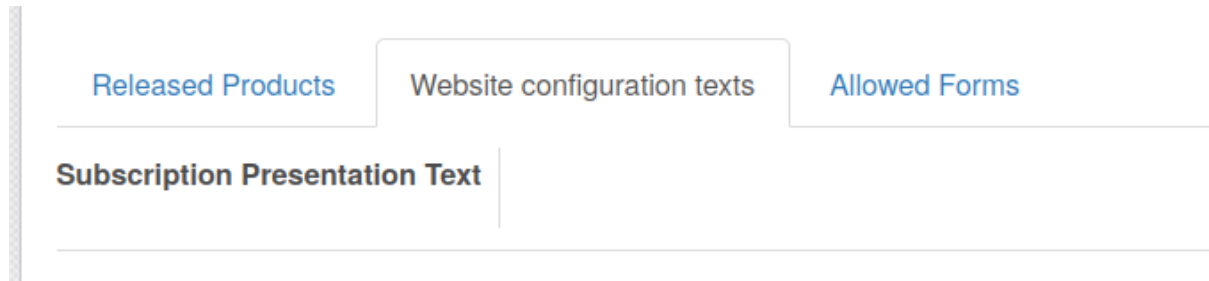 Released Products Website configuration texts Allowed Forms
Subscription Presentation Text